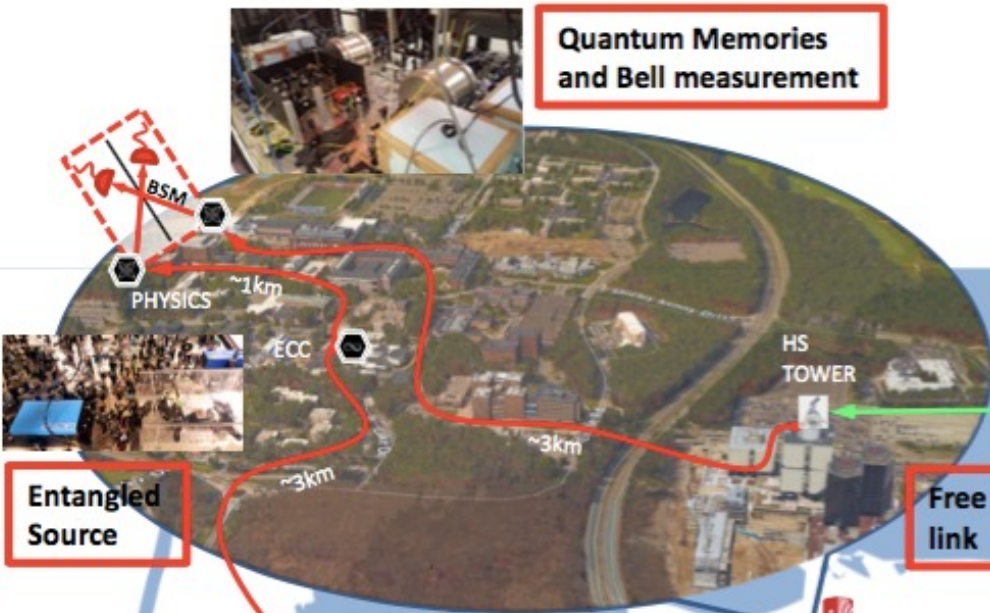 Quantum Memories
and Bell measurement
BSM
PHYSICS
~1km
ECC
HS
TOWER
~3km
~3km
Entangled
Source
Free
link